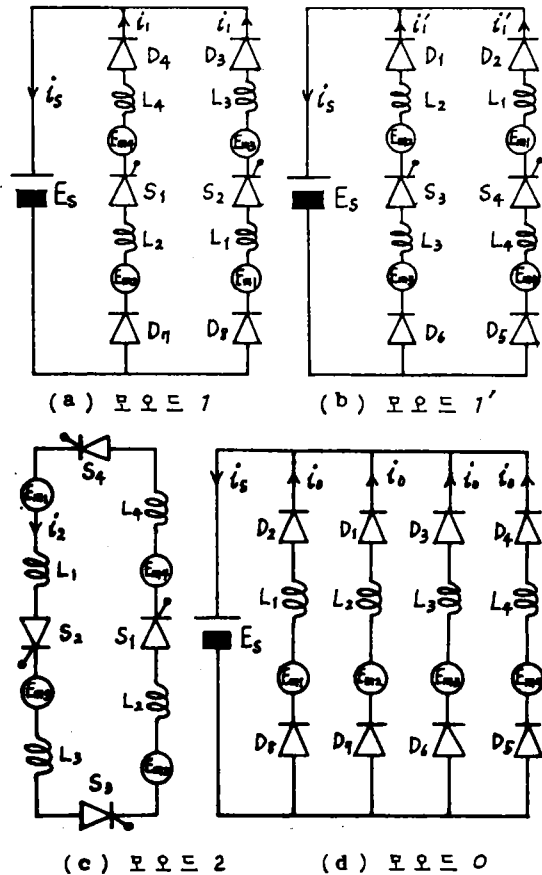 i₁ i₁
D₄ D₃
iₛ L₄ L₃
Em4 Em3
Eₛ S₁ S₂
L₂ L₁
Em2 Em1
D₇ D₈
(a) 모오드 1
i₁' i₁'
D₁ D₂
iₛ L₂ L₁
Em2 Em1
Eₛ S₃ S₄
L₃ L₄
Em3 Em4
D₆ D₅
(b) 모오드 1'
S₄
Em1 L₄
i₂
L₁ Em4
S₂ S₁
Em3 L₂
L₃ Em2
S₃
(c) 모오드 2
iₛ i₀ i₀ i₀ i₀
D₂ D₁ D₃ D₄
L₁ L₂ L₃ L₄
Eₛ
Em1 Em2 Em3 Em4
D₈ D₇ D₆ D₅
(d) 모오드 0